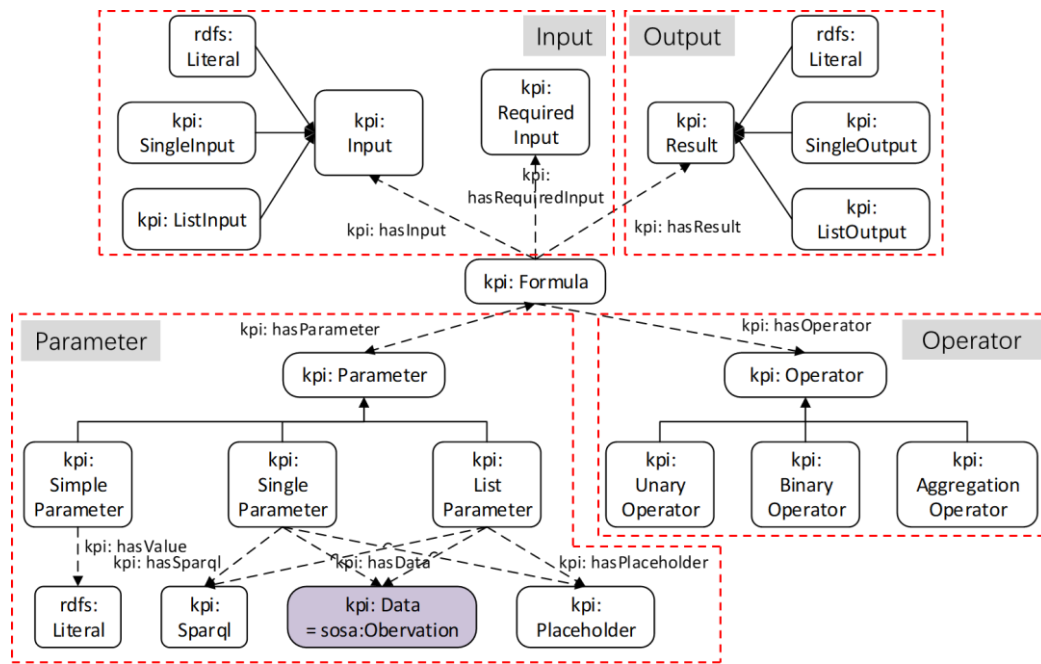 rdfs:
Literal
Input
Output
rdfs:
Literal
kpi:
SingleInput
kpi:
Input
kpi:
Required
Input
kpi:
Result
kpi:
SingleOutput
kpi: ListInput
kpi:
hasRequiredInput
kpi: hasInput
kpi: hasResult
kpi:
ListOutput
kpi: Formula
Parameter
kpi: hasParameter
kpi: hasOperator
Operator
kpi: Parameter
kpi: Operator
kpi:
Simple
Parameter
kpi:
Single
Parameter
kpi:
List
Parameter
kpi:
Unary
Operator
kpi:
Binary
Operator
kpi:
Aggregation
Operator
kpi: hasValue
kpi: hasSparql
kpi: hasData
kpi: hasPlaceholder
rdfs:
Literal
kpi:
Sparql
kpi: Data
= sosa:Obervation
kpi:
Placeholder